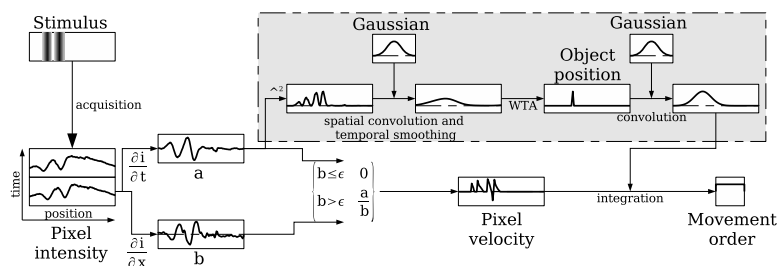 Stimulus
Gaussian
Gaussian
Object
position
^2
acquisition
WTA
spatial convolution and
temporal smoothing
convolution
time
∂i
∂t
a
b≤ϵ 0
b>ϵ a
b
position
integration
Pixel
intensity
∂i
∂x
b
Pixel
velocity
Movement
order